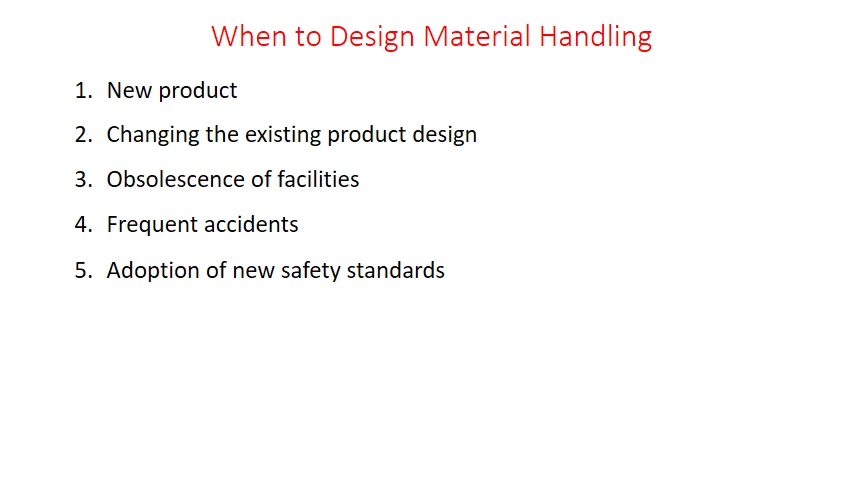 When to Design Material Handling
1. New product
2. Changing the existing product design
3. Obsolescence of facilities
4. Frequent accidents
5. Adoption of new safety standards